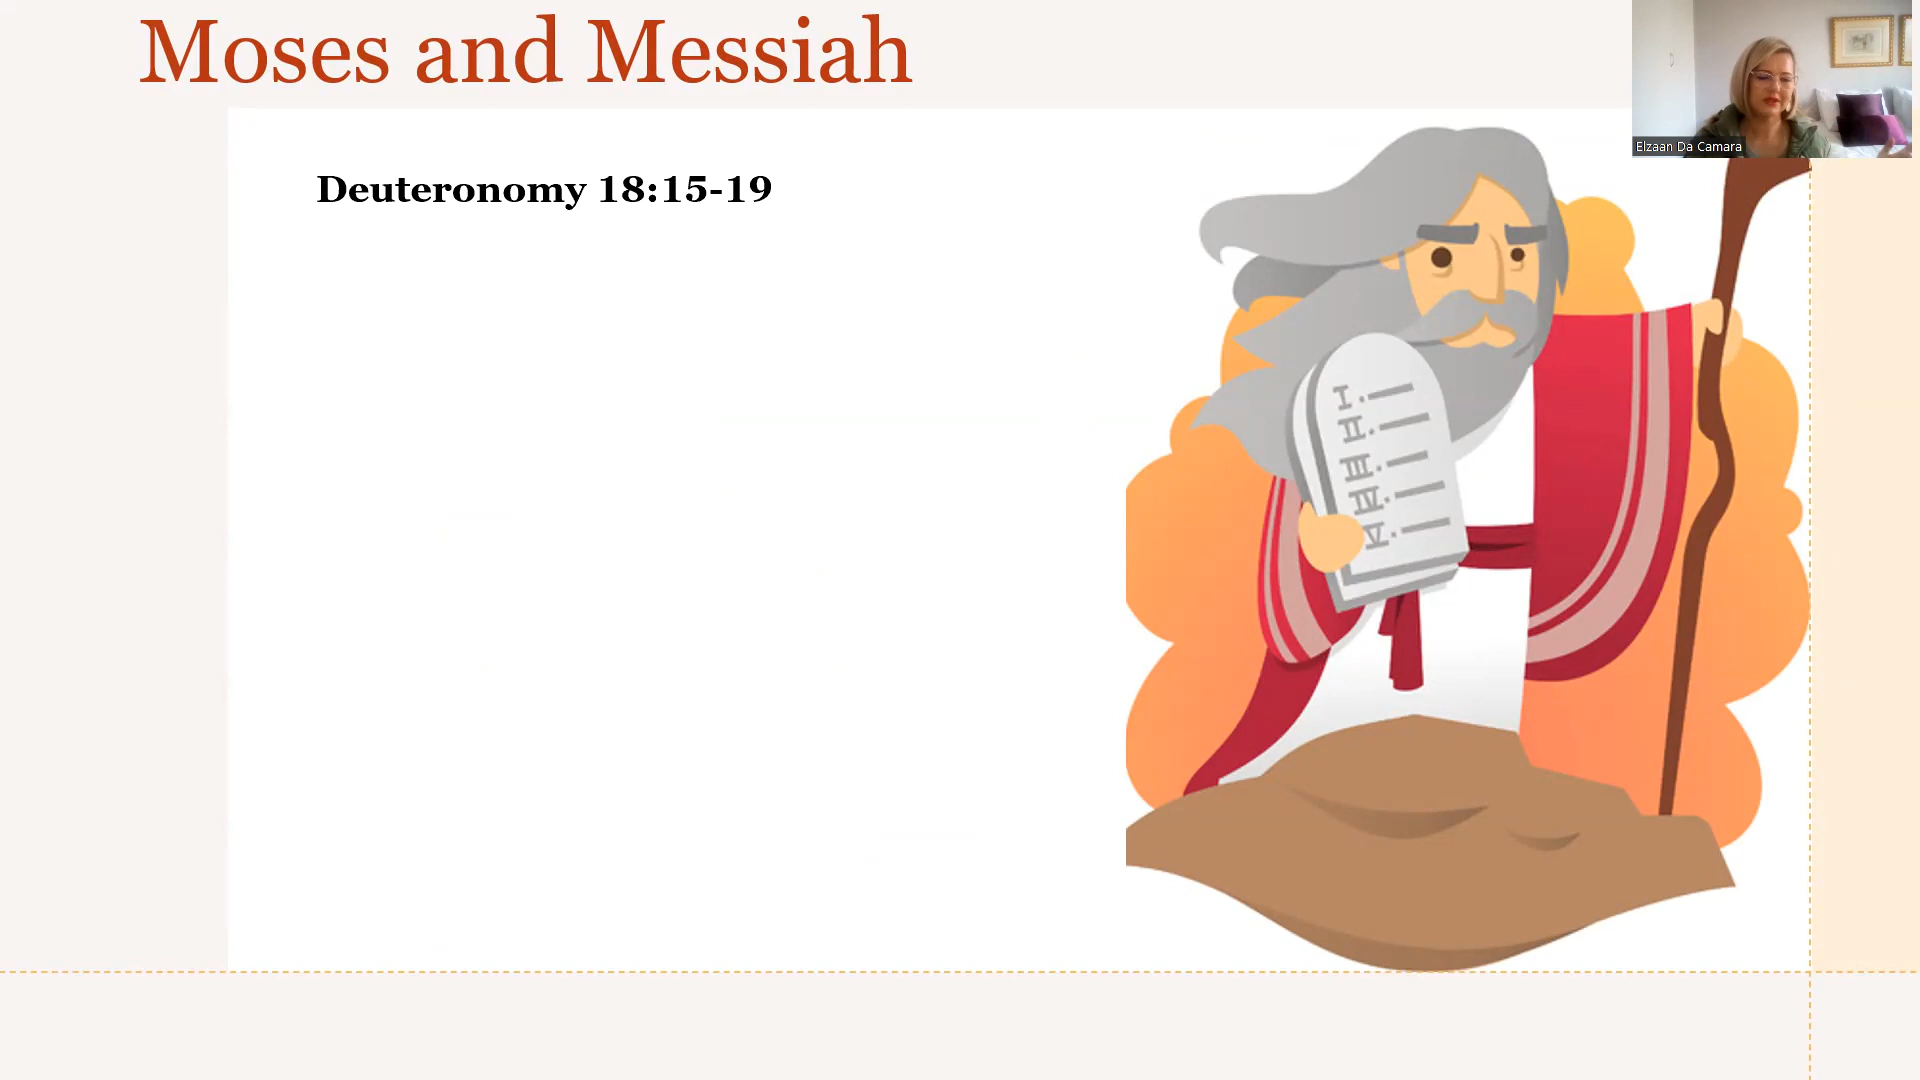 Moses and Messiah
Elzaan Da Camara
Deuteronomy 18:15-19
I.
II.
III.
IV.
V.